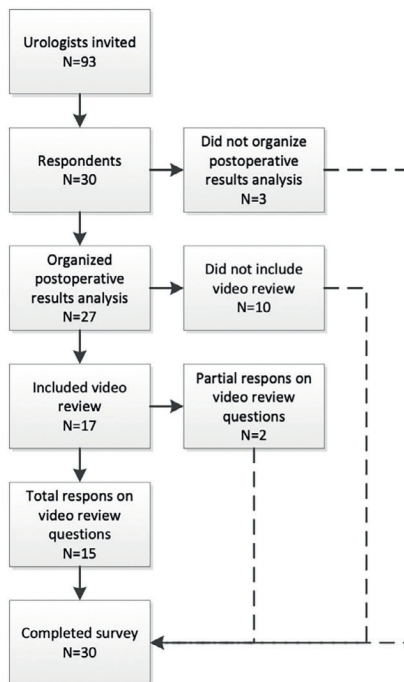 Urologists invited
N=93
Respondents
N=30
Did not organize
postoperative
results analysis
N=3
Organized
postoperative
results analysis
N=27
Did not include
video review
N=10
Included video
review
N=17
Partial respons on
video review
questions
N=2
Total respons on
video review
questions
N=15
Completed survey
N=30